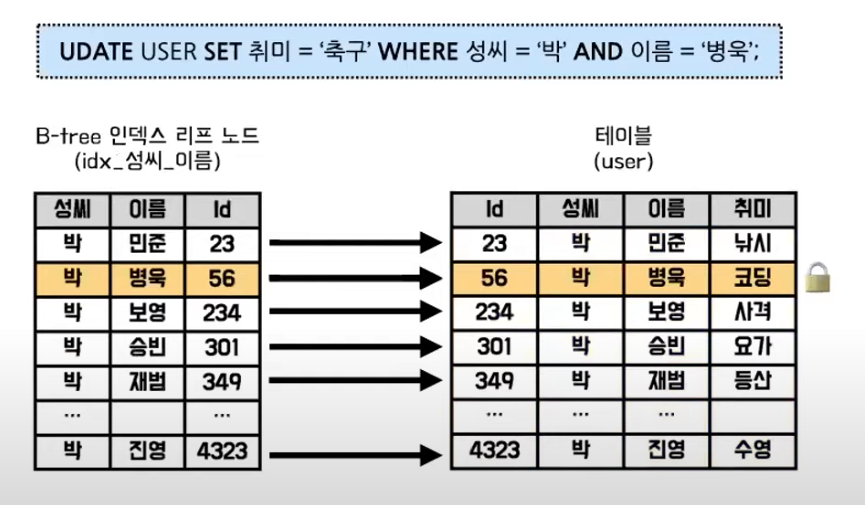 UDATE USER SET 취미 = ‘축구’ WHERE 성씨 = ‘박’ AND 이름 = ‘병욱’;
B-tree 인덱스 리프 노드
(idx_성씨_이름)
성씨 이름 Id
박 민준 23
박 병욱 56
박 보영 234
박 승빈 301
박 재범 349
... ...
박 진영 4323
테이블
(user)
Id 성씨 이름 취미
23 박 민준 낚시
56 박 병욱 코딩
234 박 보영 사격
301 박 승빈 요가
349 박 재범 등산
... ... ...
4323 박 진영 수영